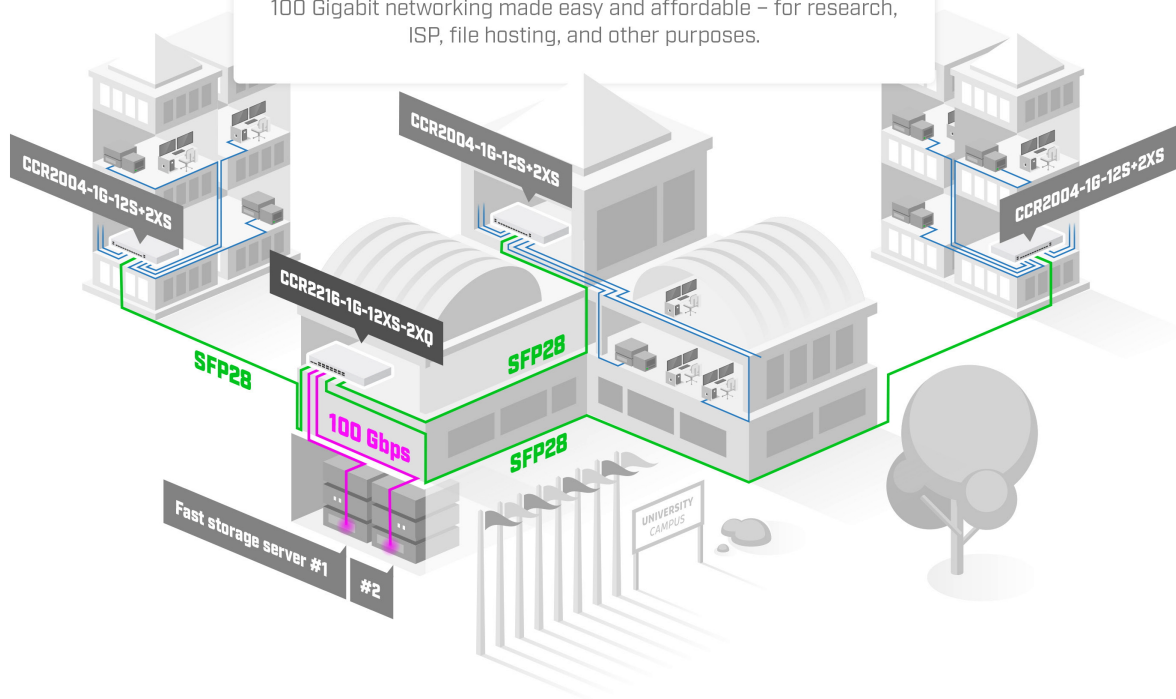 100 Gigabit networking made easy and affordable – for research,
ISP, file hosting, and other purposes.
CCR2004-1G-12S+2XS
CCR2004-1G-12S+2XS
CCR2004-1G-12S+2XS
CCR2216-1G-12XS-2XQ
SFP28
SFP28
100 Gbps
SFP28
Fast storage server #1
#2
UNIVERSITY
CAMPUS